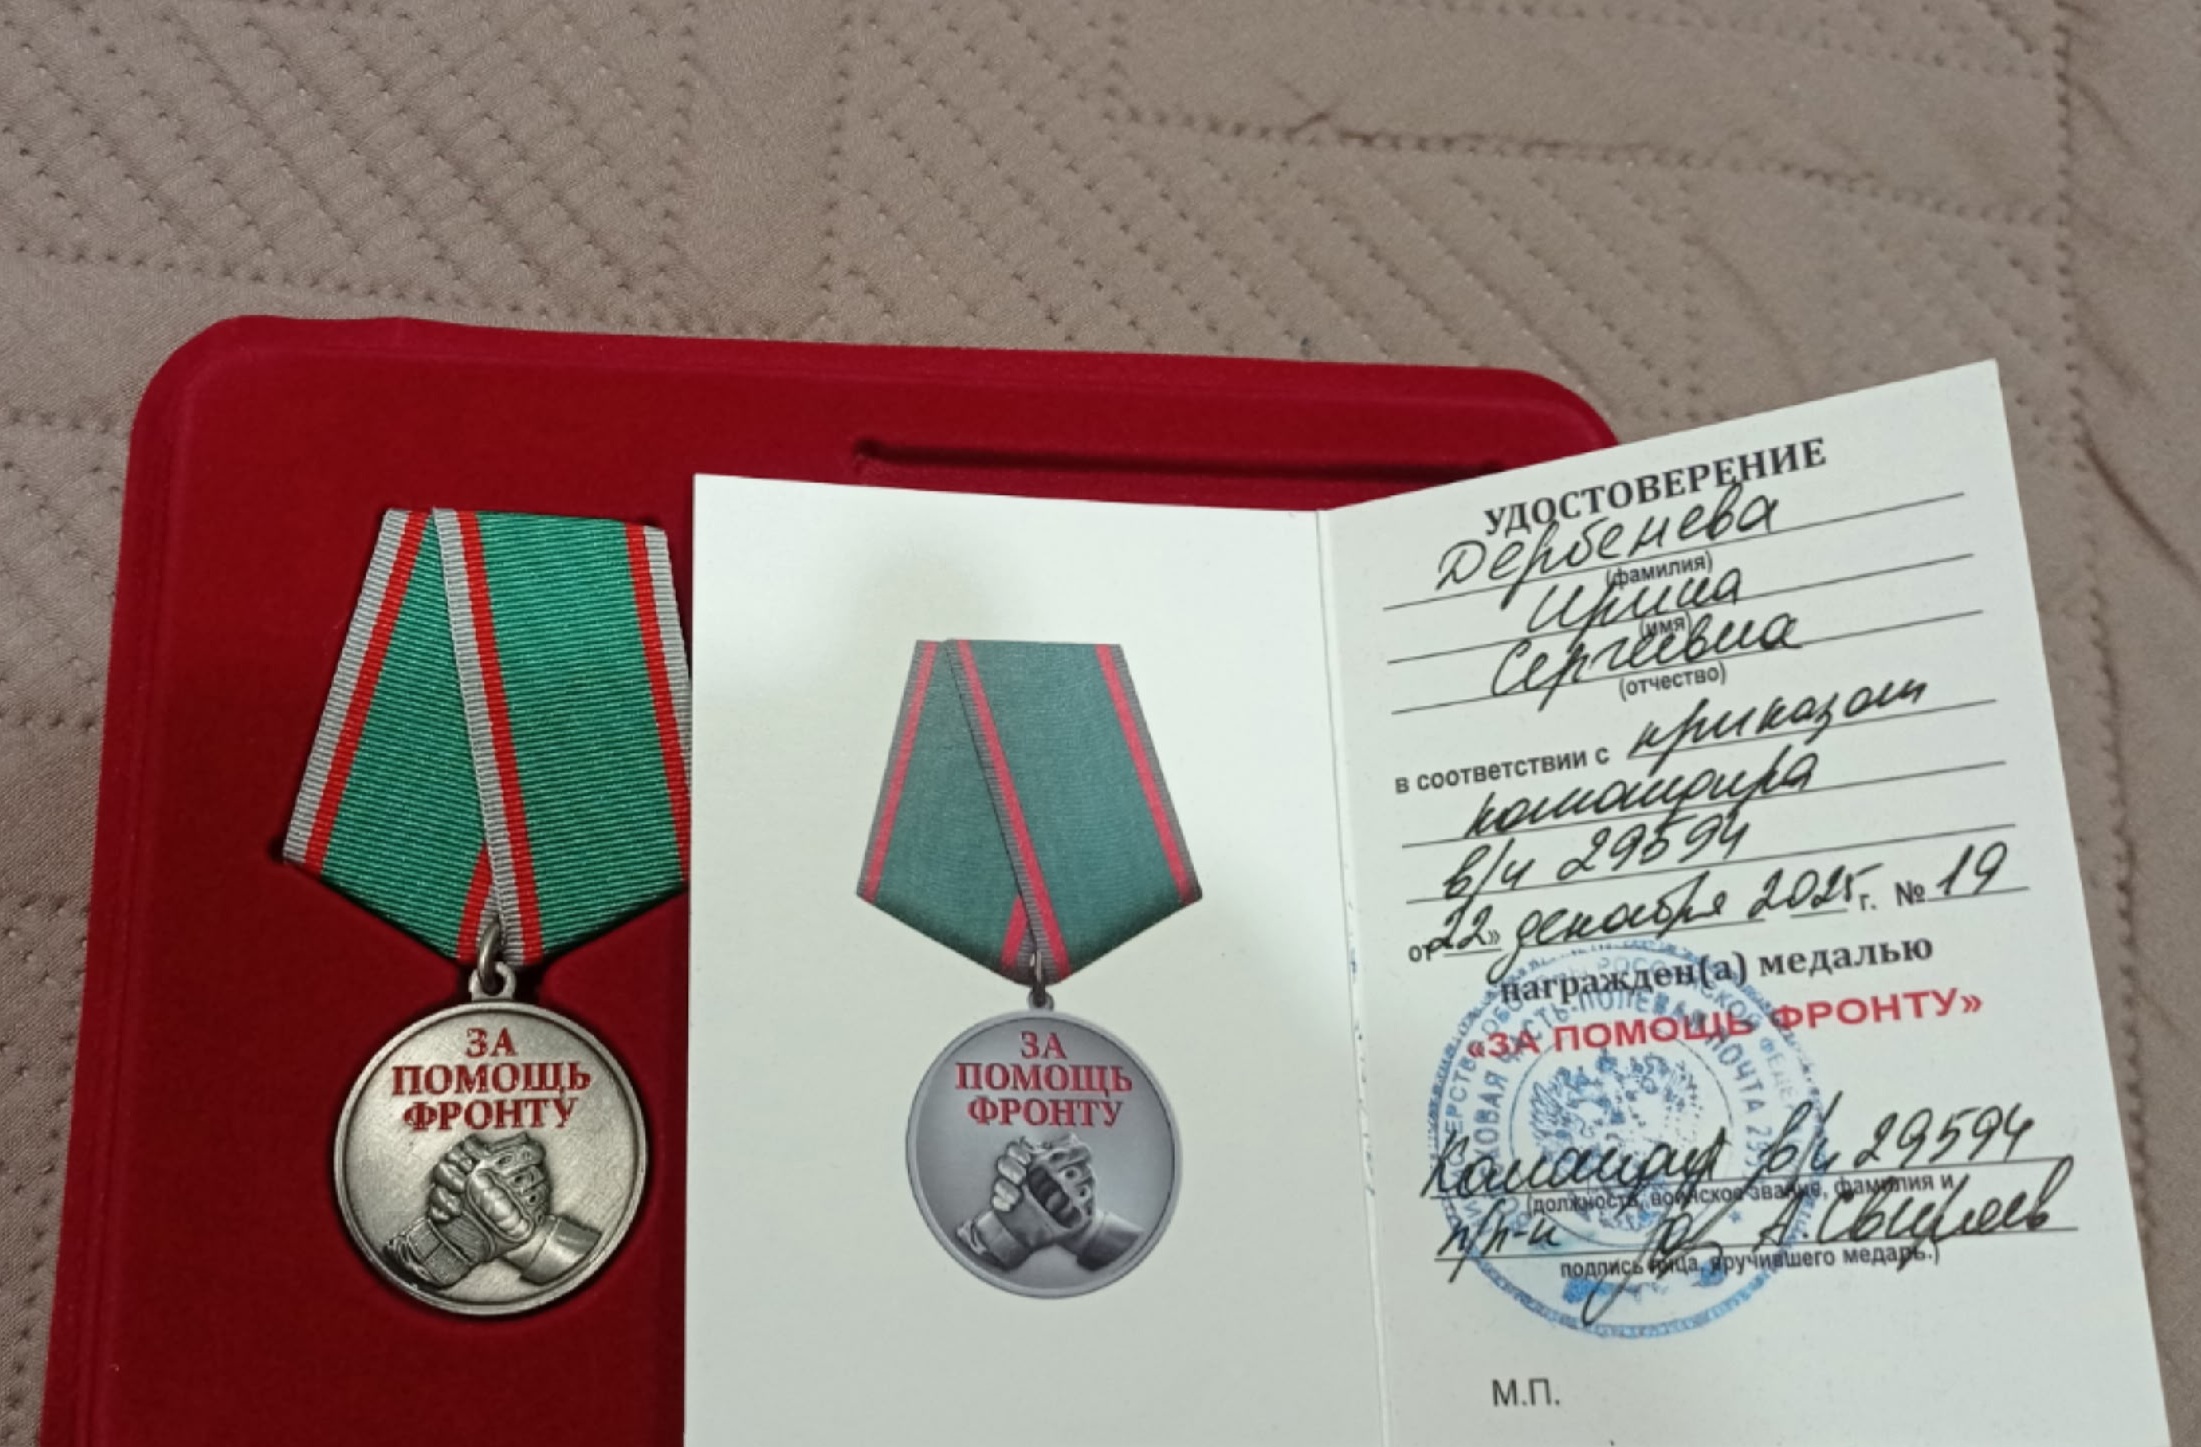 ЗА
ПОМОЩЬ
ФРОНТУ
ЗА
ПОМОЩЬ
ФРОНТУ
УДОСТОВЕРЕНИЕ
Дербенева
(фамилия)
Ирина
(имя)
Сергеевна
(отчество)
в соответствии с приказом
командира
в/ч 29594
от 22» декабря 2025 г. № 19
награжден(а) медалью
«ЗА ПОМОЩЬ ФРОНТУ»
Командир в/ч 29594
(должность, воинское звание, фамилия и
п/п-к А.
подпись лица, вручившего медаль.)
М.П.
ПОЧТА